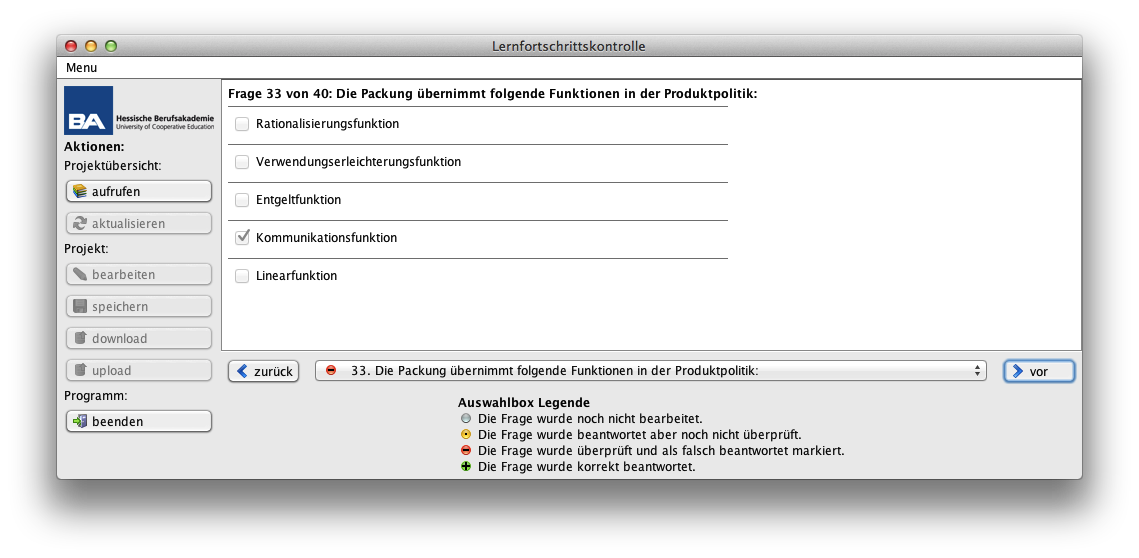 Lernfortschrittskontrolle
Menu
BA
Hessische Berufsakademie
University of Cooperative Education
Aktionen:
Projektübersicht:
aufrufen
aktualisieren
Projekt:
bearbeiten
speichern
download
upload
Programm:
beenden
Frage 33 von 40: Die Packung übernimmt folgende Funktionen in der Produktpolitik:
Rationalisierungsfunktion
Verwendungserleichterungsfunktion
Entgeltfunktion
Kommunikationsfunktion
Linearfunktion
zurück
33. Die Packung übernimmt folgende Funktionen in der Produktpolitik:
vor
Auswahlbox Legende
Die Frage wurde noch nicht bearbeitet.
Die Frage wurde beantwortet aber noch nicht überprüft.
Die Frage wurde überprüft und als falsch beantwortet markiert.
Die Frage wurde korrekt beantwortet.